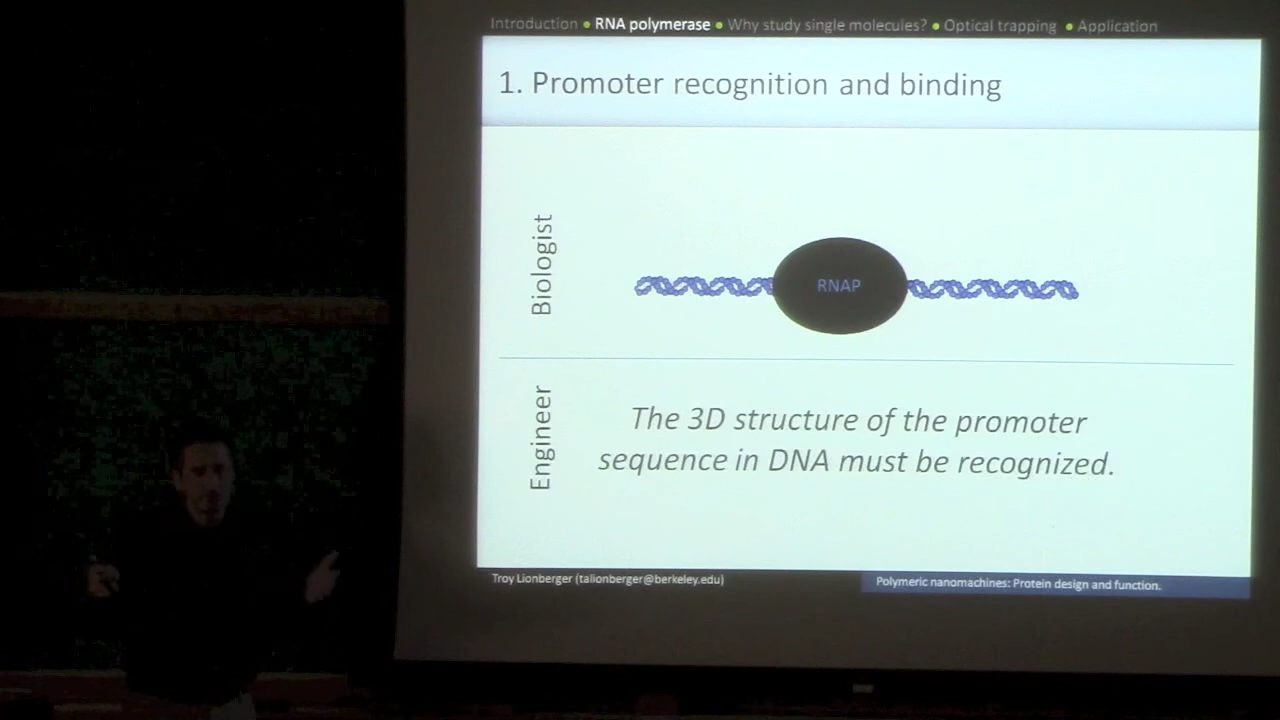 Introduction ● RNA polymerase ● Why study single molecules? ● Optical trapping ● Application
1. Promoter recognition and binding
Biologist
RNAP
Engineer
The 3D structure of the promoter
sequence in DNA must be recognized.
Troy Lionberger (talionberger@berkeley.edu)
Polymeric nanomachines: Protein design and function.